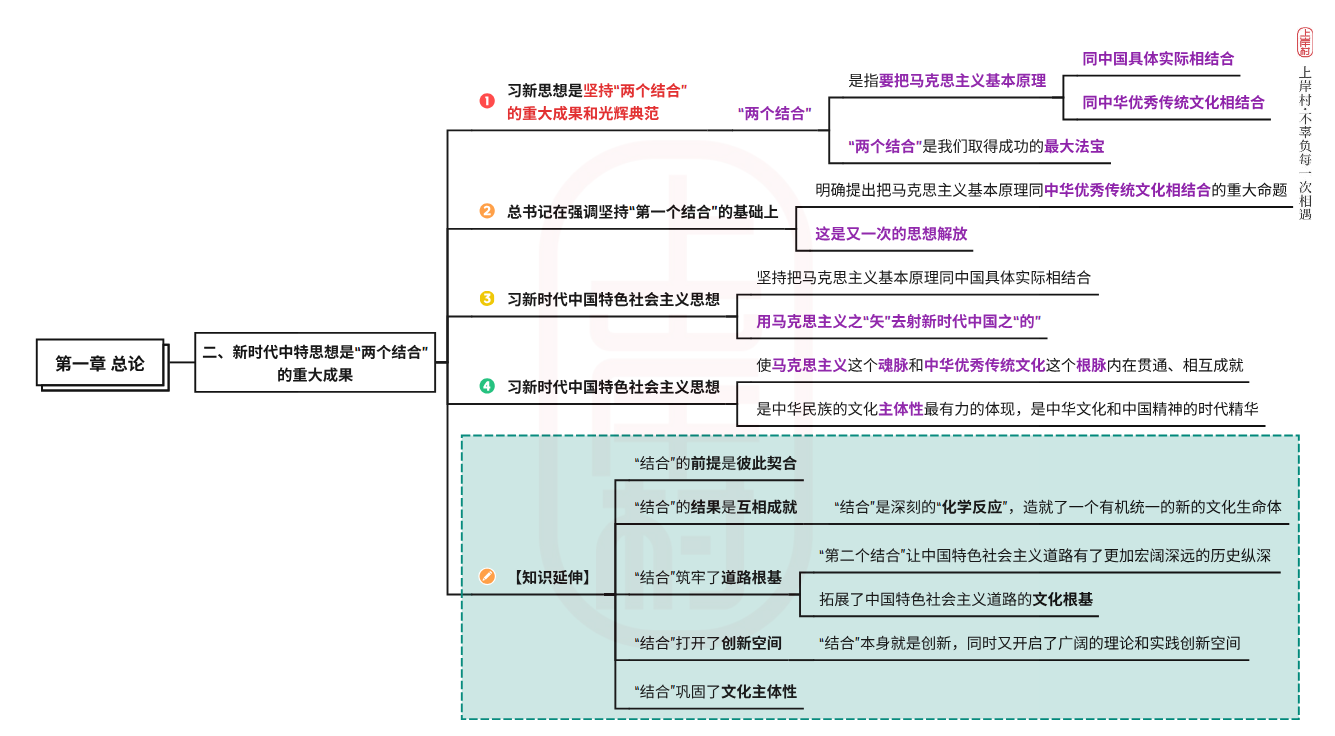 第一章 总论
二、新时代中特思想是“两个结合”
的重大成果
1
习新思想是坚持“两个结合”
的重大成果和光辉典范
“两个结合”
是指要把马克思主义基本原理
同中国具体实际相结合
同中华优秀传统文化相结合
“两个结合”是我们取得成功的最大法宝
2
总书记在强调坚持“第一个结合”的基础上
明确提出把马克思主义基本原理同中华优秀传统文化相结合的重大命题
这是又一次的思想解放
3
习新时代中国特色社会主义思想
坚持把马克思主义基本原理同中国具体实际相结合
用马克思主义之“矢”去射新时代中国之“的”
4
习新时代中国特色社会主义思想
使马克思主义这个魂脉和中华优秀传统文化这个根脉内在贯通、相互成就
是中华民族的文化主体性最有力的体现，是中华文化和中国精神的时代精华
【知识延伸】
“结合”的前提是彼此契合
“结合”的结果是互相成就
“结合”是深刻的“化学反应”，造就了一个有机统一的新的文化生命体
“结合”筑牢了道路根基
“第二个结合”让中国特色社会主义道路有了更加宏阔深远的历史纵深
拓展了中国特色社会主义道路的文化根基
“结合”打开了创新空间
“结合”本身就是创新，同时又开启了广阔的理论和实践创新空间
“结合”巩固了文化主体性
上岸村
上岸村·不辜负每一次相遇